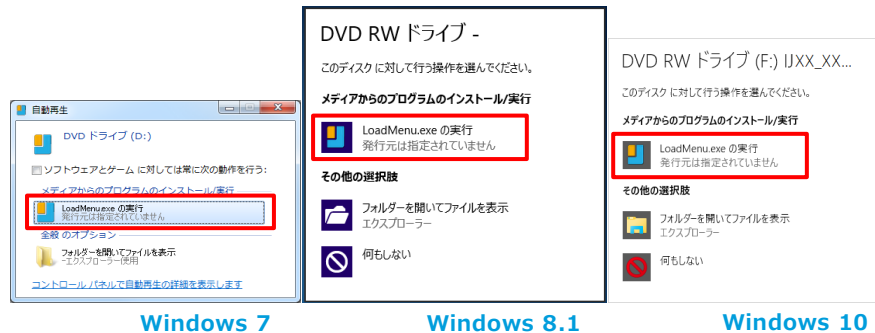 自動再生
DVD ドライブ (D:)
ソフトウェアとゲーム に対しては常に次の動作を行う:
メディアからのプログラムのインストール/実行
LoadMenu.exe の実行
発行元は指定されていません
全般 のオプション
フォルダーを開いてファイルを表示
-エクスプローラー使用
コントロール パネルで自動再生の詳細を表示します
Windows 7
DVD RW ドライブ -
このディスク に対して行う操作を選んでください。
メディアからのプログラムのインストール/実行
LoadMenu.exe の実行
発行元は指定されていません
その他の選択肢
フォルダーを開いてファイルを表示
エクスプローラー
何もしない
Windows 8.1
DVD RW ドライブ (F:) IJXX_XX...
このディスク に対して行う操作を選んでください。
メディアからのプログラムのインストール/実行
LoadMenu.exe の実行
発行元は指定されていません
その他の選択肢
フォルダーを開いてファイルを表示
エクスプローラー
何もしない
Windows 10